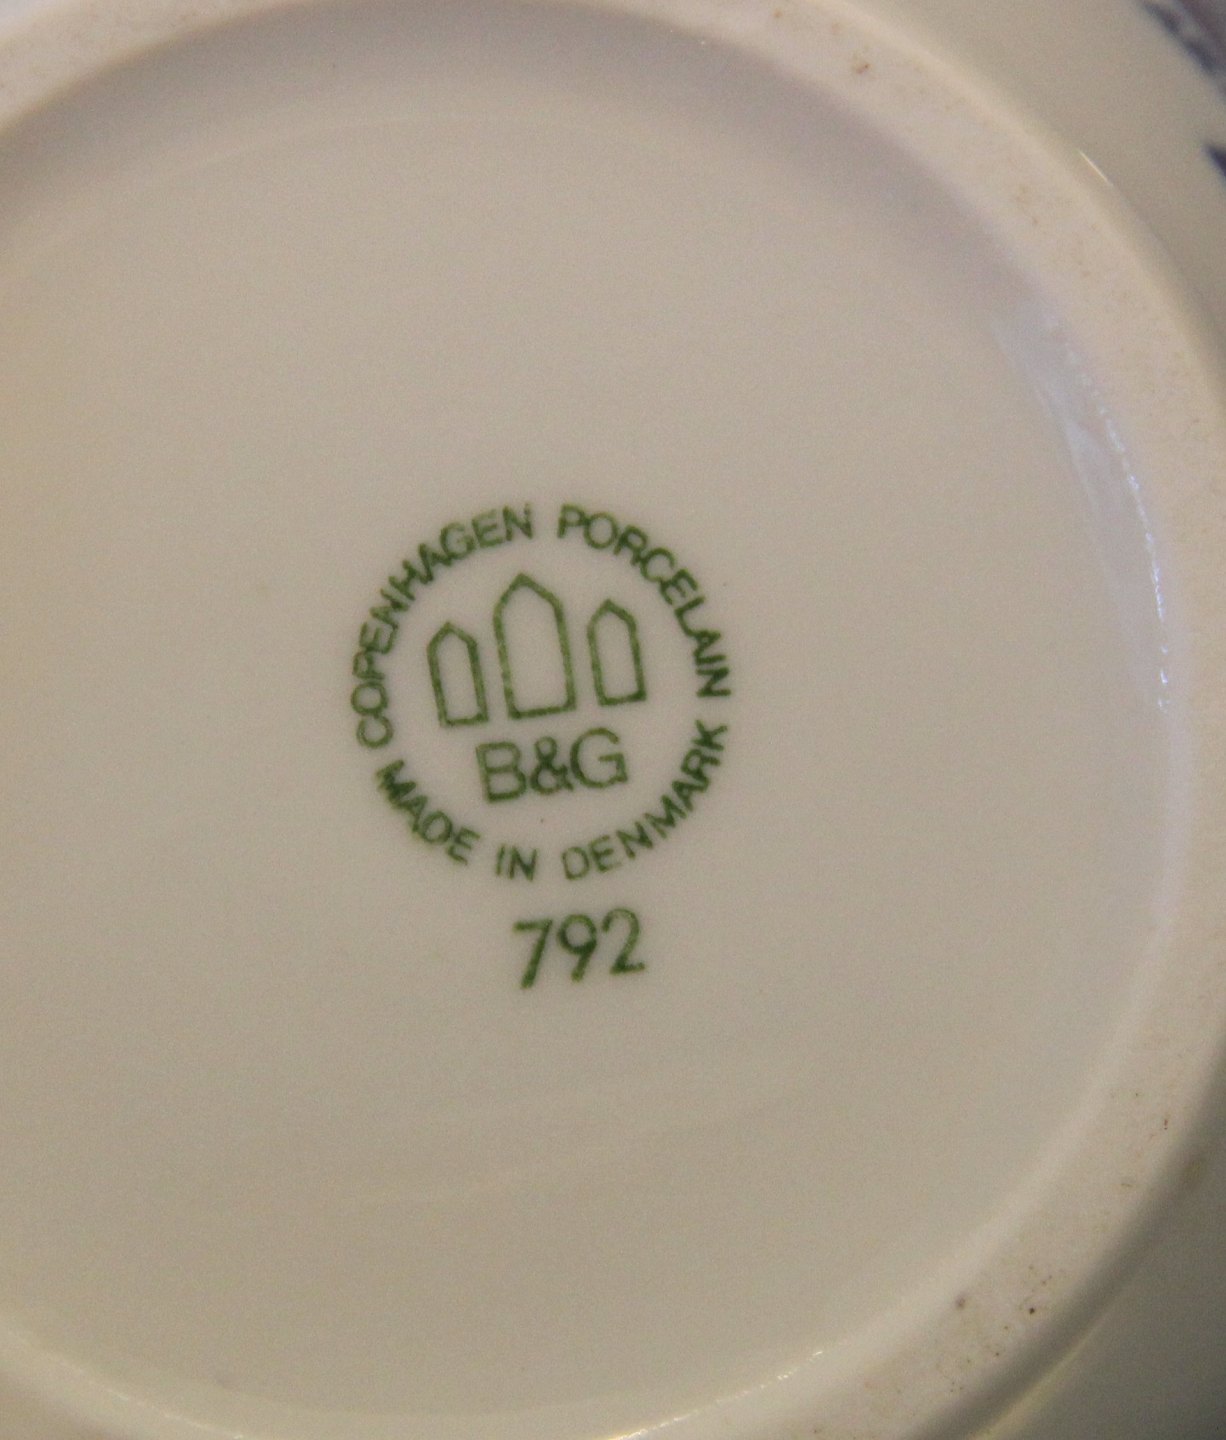 COPENHAGEN PORCELAIN
B&G
MADE IN DENMARK
792